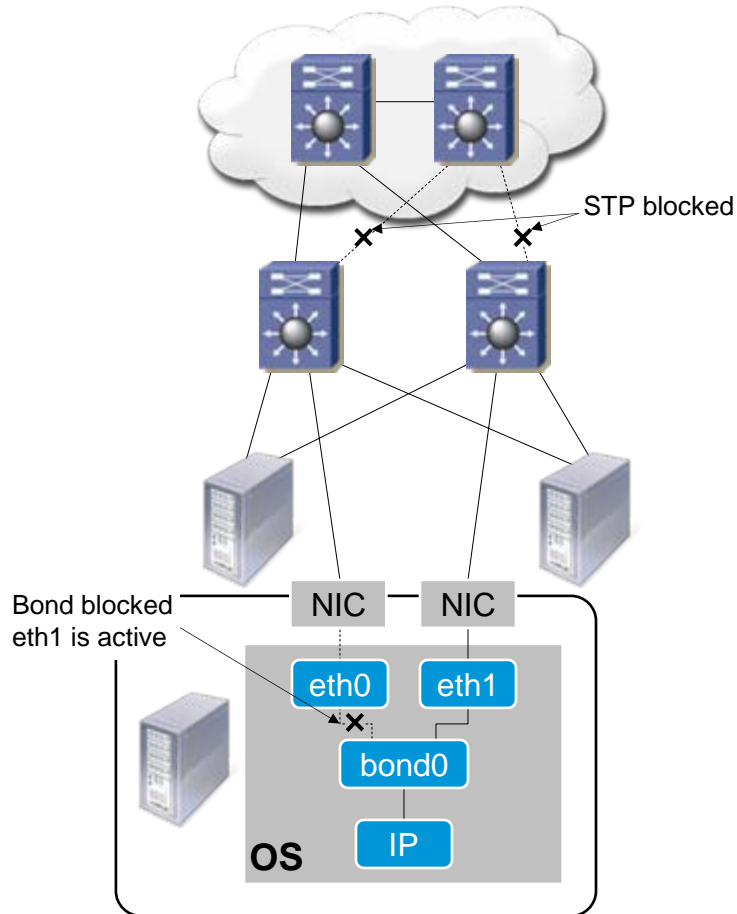 STP blocked
NIC
NIC
Bond blocked
eth1 is active
eth0
eth1
bond0
IP
OS